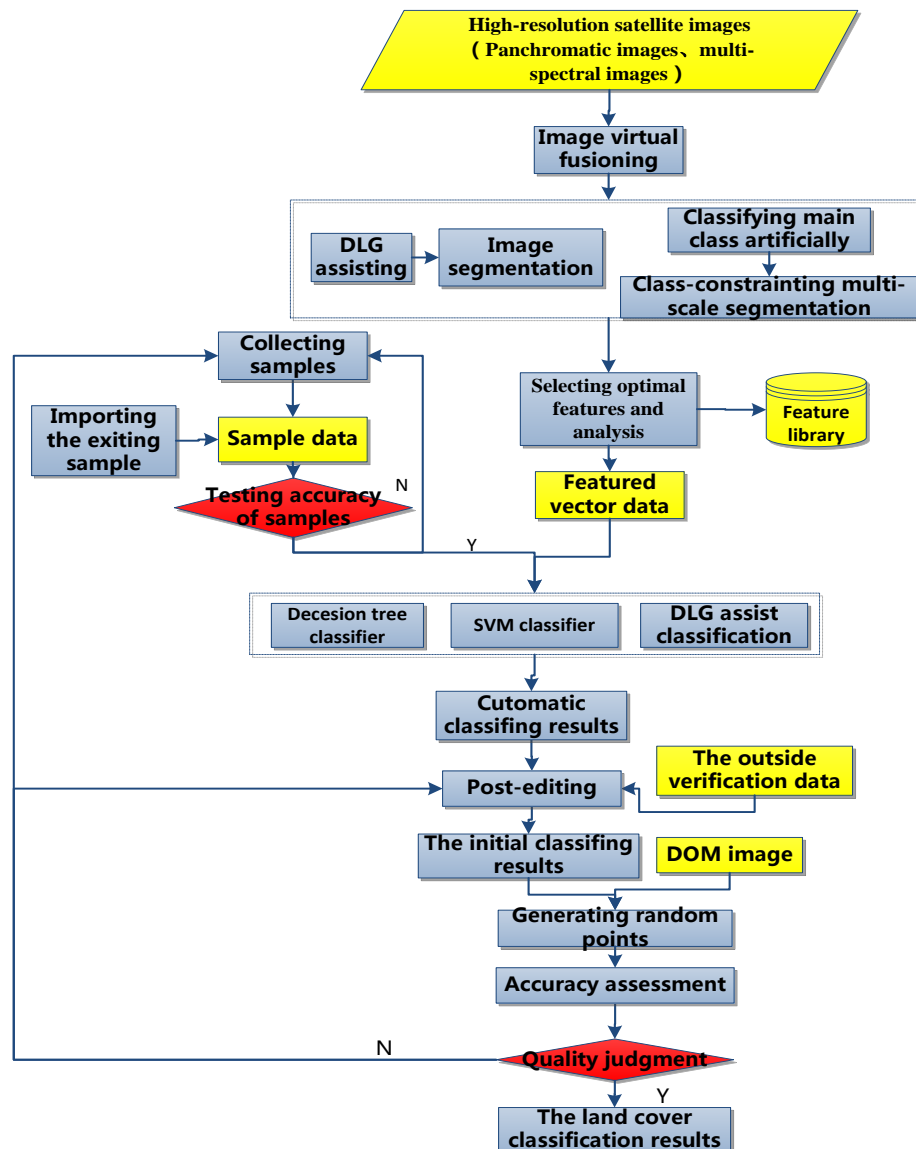 High-resolution satellite images
（ Panchromatic images、multi-
spectral images ）
Image virtual
fusioning
DLG
assisting
Image
segmentation
Classifying main
class artificially
Class-constrainting multi-
scale segmentation
Collecting
samples
Importing
the exiting
sample
Sample data
Testing accuracy
of samples
N
Y
Selecting optimal
features and
analysis
Feature
library
Featured
vector data
Decesion tree
classifier
SVM classifier
DLG assist
classification
Cutomatic
classifing results
Post-editing
The outside
verification data
The initial classifing
results
DOM image
Generating random
points
Accuracy assessment
Quality judgment
N
Y
The land cover
classification results